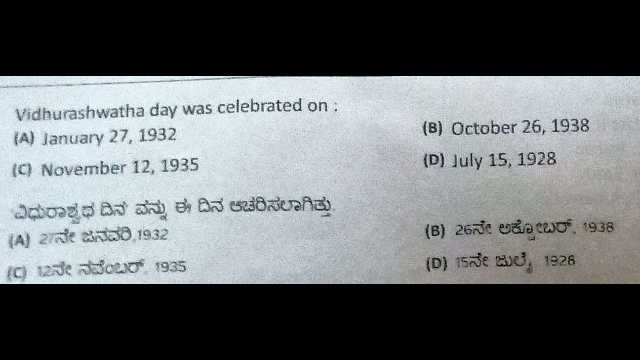 Vidhurashwatha day was celebrated on :
(A) January 27, 1932
(B) October 26, 1938
(C) November 12, 1935
(D) July 15, 1928
ವಿಧುರಾಶ್ವಥ ದಿನ ವನ್ನು ಈ ದಿನ ಆಚರಿಸಲಾಗಿತ್ತು
(A) 27ನೇ ಜನವರಿ,1932
(B) 26ನೇ ಅಕ್ಟೋಬರ್, 1938
(C) 12ನೇ ನವೆಂಬರ್, 1935
(D) 15ನೇ ಜುಲೈ, 1928